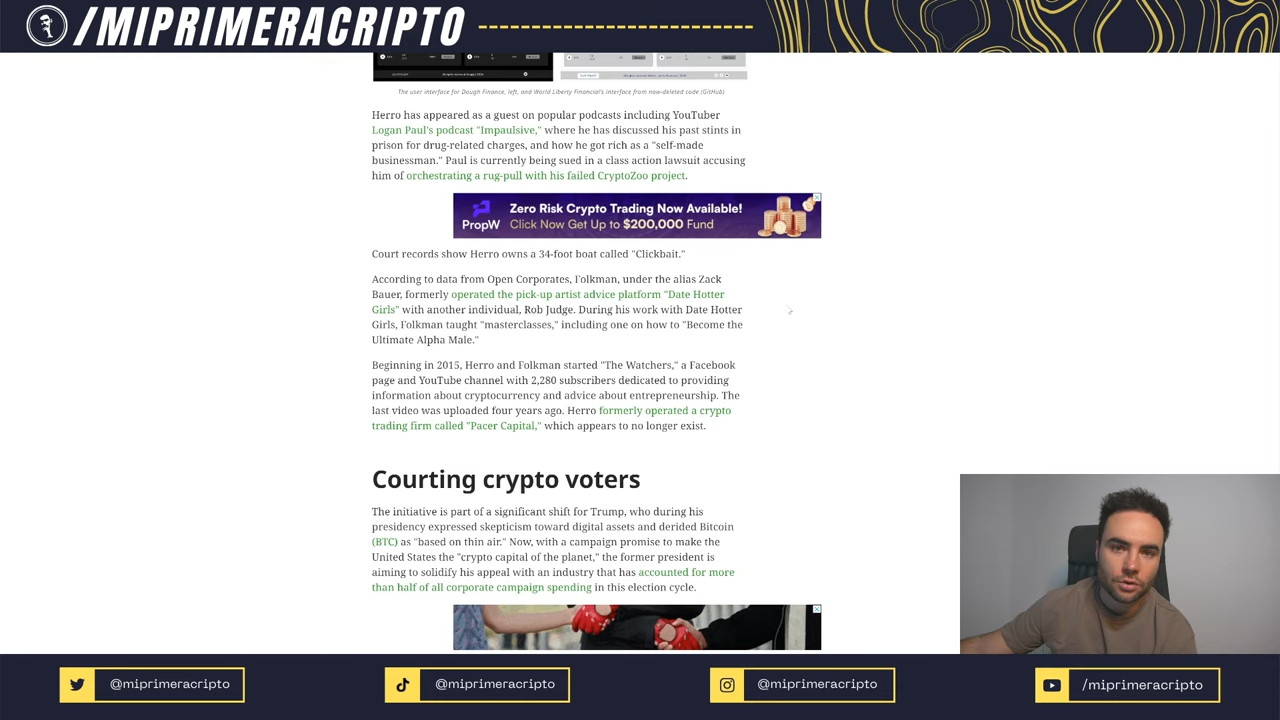 /MIPRIMERACRIPTO
The user interface for Dough Finance, left, and World Liberty Financial's interface from now-deleted code (GitHub)
Herro has appeared as a guest on popular podcasts including YouTuber
Logan Paul's podcast "Impaulsive," where he has discussed his past stints in
prison for drug-related charges, and how he got rich as a "self-made
businessman." Paul is currently being sued in a class action lawsuit accusing
him of orchestrating a rug-pull with his failed CryptoZoo project.
PropW
Zero Risk Crypto Trading Now Available!
Click Now Get Up to $200,000 Fund
Court records show Herro owns a 34-foot boat called "Clickbait."
According to data from Open Corporates, Folkman, under the alias Zack
Bauer, formerly operated the pick-up artist advice platform "Date Hotter
Girls" with another individual, Rob Judge. During his work with Date Hotter
Girls, Folkman taught "masterclasses," including one on how to "Become the
Ultimate Alpha Male."
Beginning in 2015, Herro and Folkman started "The Watchers," a Facebook
page and YouTube channel with 2,280 subscribers dedicated to providing
information about cryptocurrency and advice about entrepreneurship. The
last video was uploaded four years ago. Herro formerly operated a crypto
trading firm called "Pacer Capital," which appears to no longer exist.
Courting crypto voters
The initiative is part of a significant shift for Trump, who during his
presidency expressed skepticism toward digital assets and derided Bitcoin
(BTC) as "based on thin air." Now, with a campaign promise to make the
United States the "crypto capital of the planet," the former president is
aiming to solidify his appeal with an industry that has accounted for more
than half of all corporate campaign spending in this election cycle.
@miprimeracripto
@miprimeracripto
@miprimeracripto
/miprimeracripto